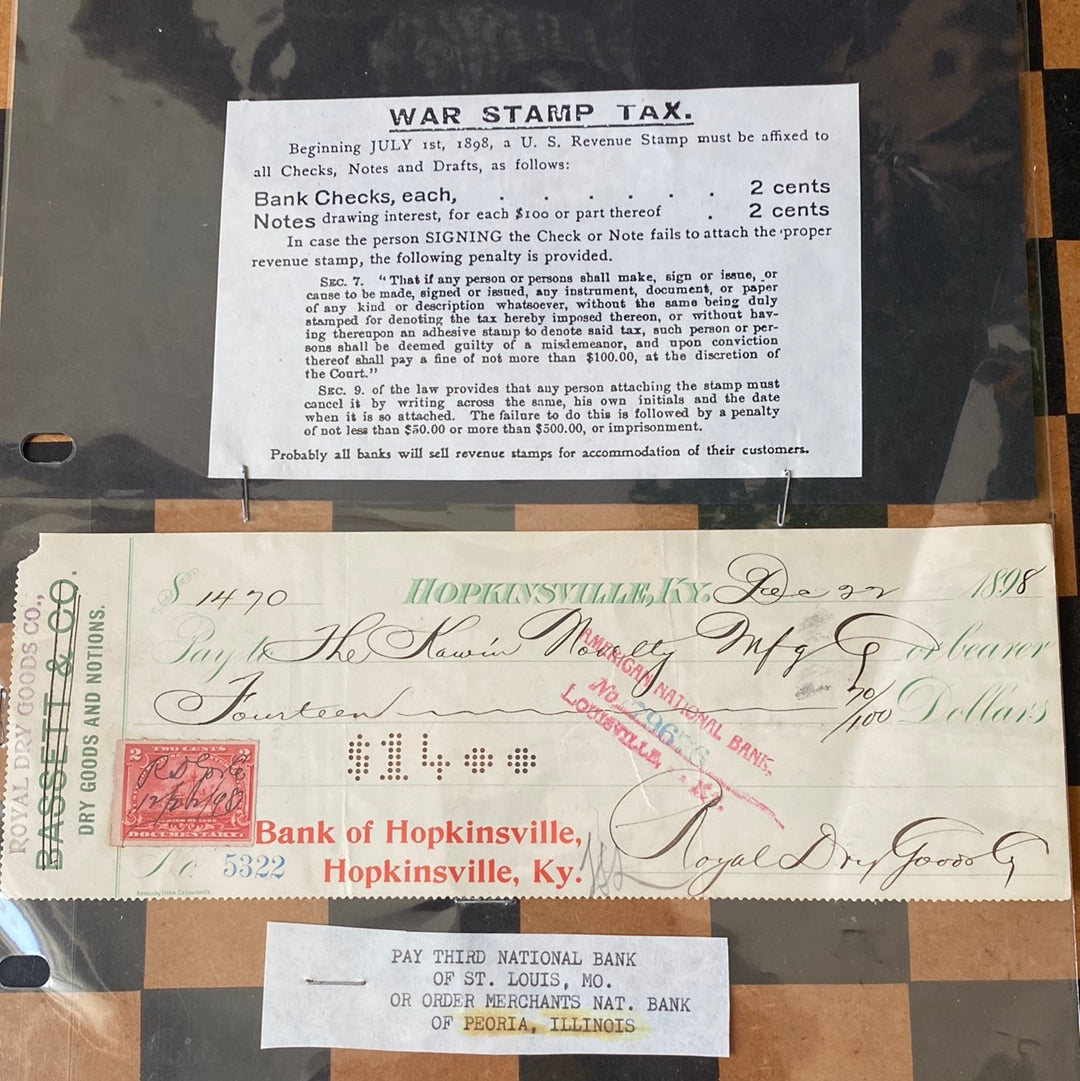 WAR STAMP TAX.
Beginning JULY 1st, 1898, a U. S. Revenue Stamp must be affixed to
all Checks, Notes and Drafts, as follows:
Bank Checks, each, . . . . . . 2 cents
Notes drawing interest, for each $100 or part thereof . 2 cents
In case the person SIGNING the Check or Note fails to attach the proper
revenue stamp, the following penalty is provided.
SEC. 7. "That if any person or persons shall make, sign or issue, or
cause to be made, signed or issued, any instrument, document, or paper
of any kind or description whatsoever, without the same being duly
stamped for denoting the tax hereby imposed thereon, or without hav-
ing thereupon an adhesive stamp to denote said tax, such person or per-
sons shall be deemed guilty of a misdemeanor, and upon conviction
thereof shall pay a fine of not more than $100.00, at the discretion of
the Court."
SEC. 9. of the law provides that any person attaching the stamp must
cancel it by writing across the same, his own initials and the date
when it is so attached. The failure to do this is followed by a penalty
of not less than $50.00 or more than $500.00, or imprisonment.
Probably all banks will sell revenue stamps for accommodation of their customers.
ROYAL DRY GOODS CO.,
BASSETT & CO.
DRY GOODS AND NOTIONS.
$ 14 70 HOPKINSVILLE, KY. Dec 22 1898
Pay to The Kawin Novelty Mfg Co or bearer
Fourteen 70/100 Dollars
$14
AMERICAN NATIONAL BANK,
No.
LOUISVILLE, KY.
TWO CENTS
2 2
R D G Co
12/22/98
DOCUMENTARY.
Bank of Hopkinsville,
Hopkinsville, Ky.
No. 5322
Royal Dry Goods Co
PAY THIRD NATIONAL BANK
OF ST. LOUIS, MO.
OR ORDER MERCHANTS NAT. BANK
OF PEORIA, ILLINOIS